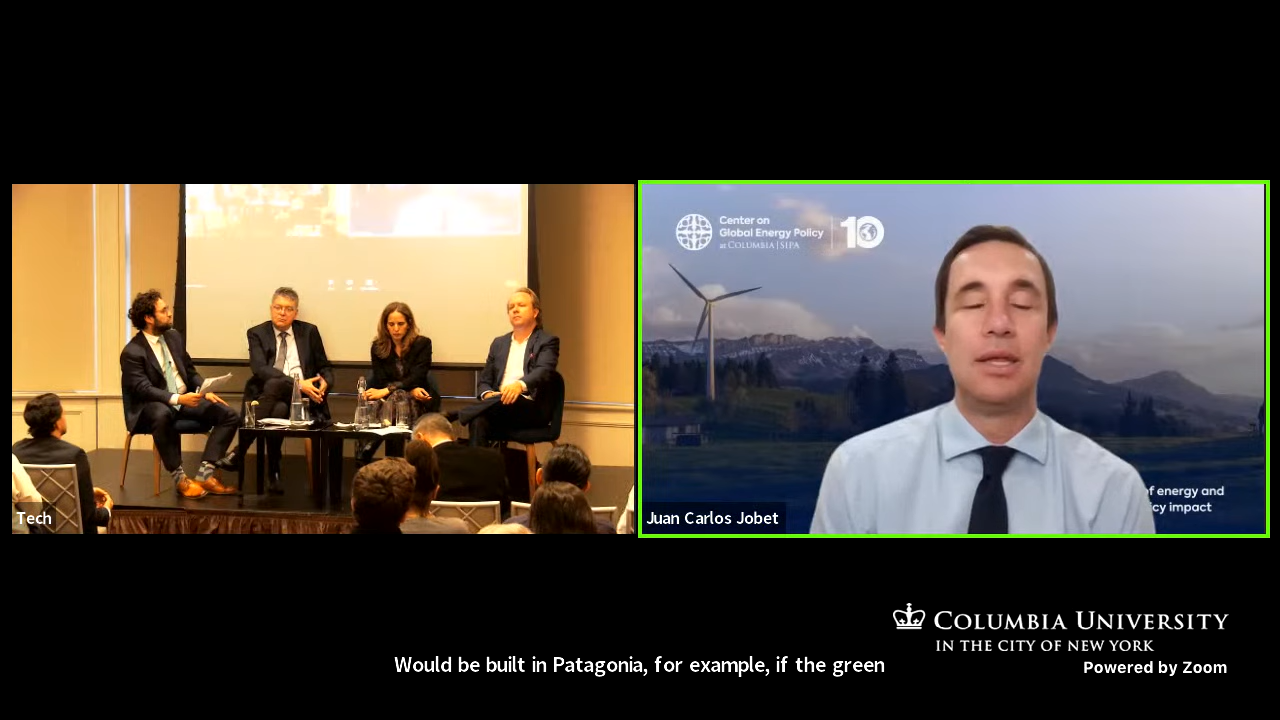 Center on
Global Energy Policy
at COLUMBIA | SIPA
10
of energy and
cy impact
Tech
Juan Carlos Jobet
COLUMBIA UNIVERSITY
IN THE CITY OF NEW YORK
Would be built in Patagonia, for example, if the green
Powered by Zoom